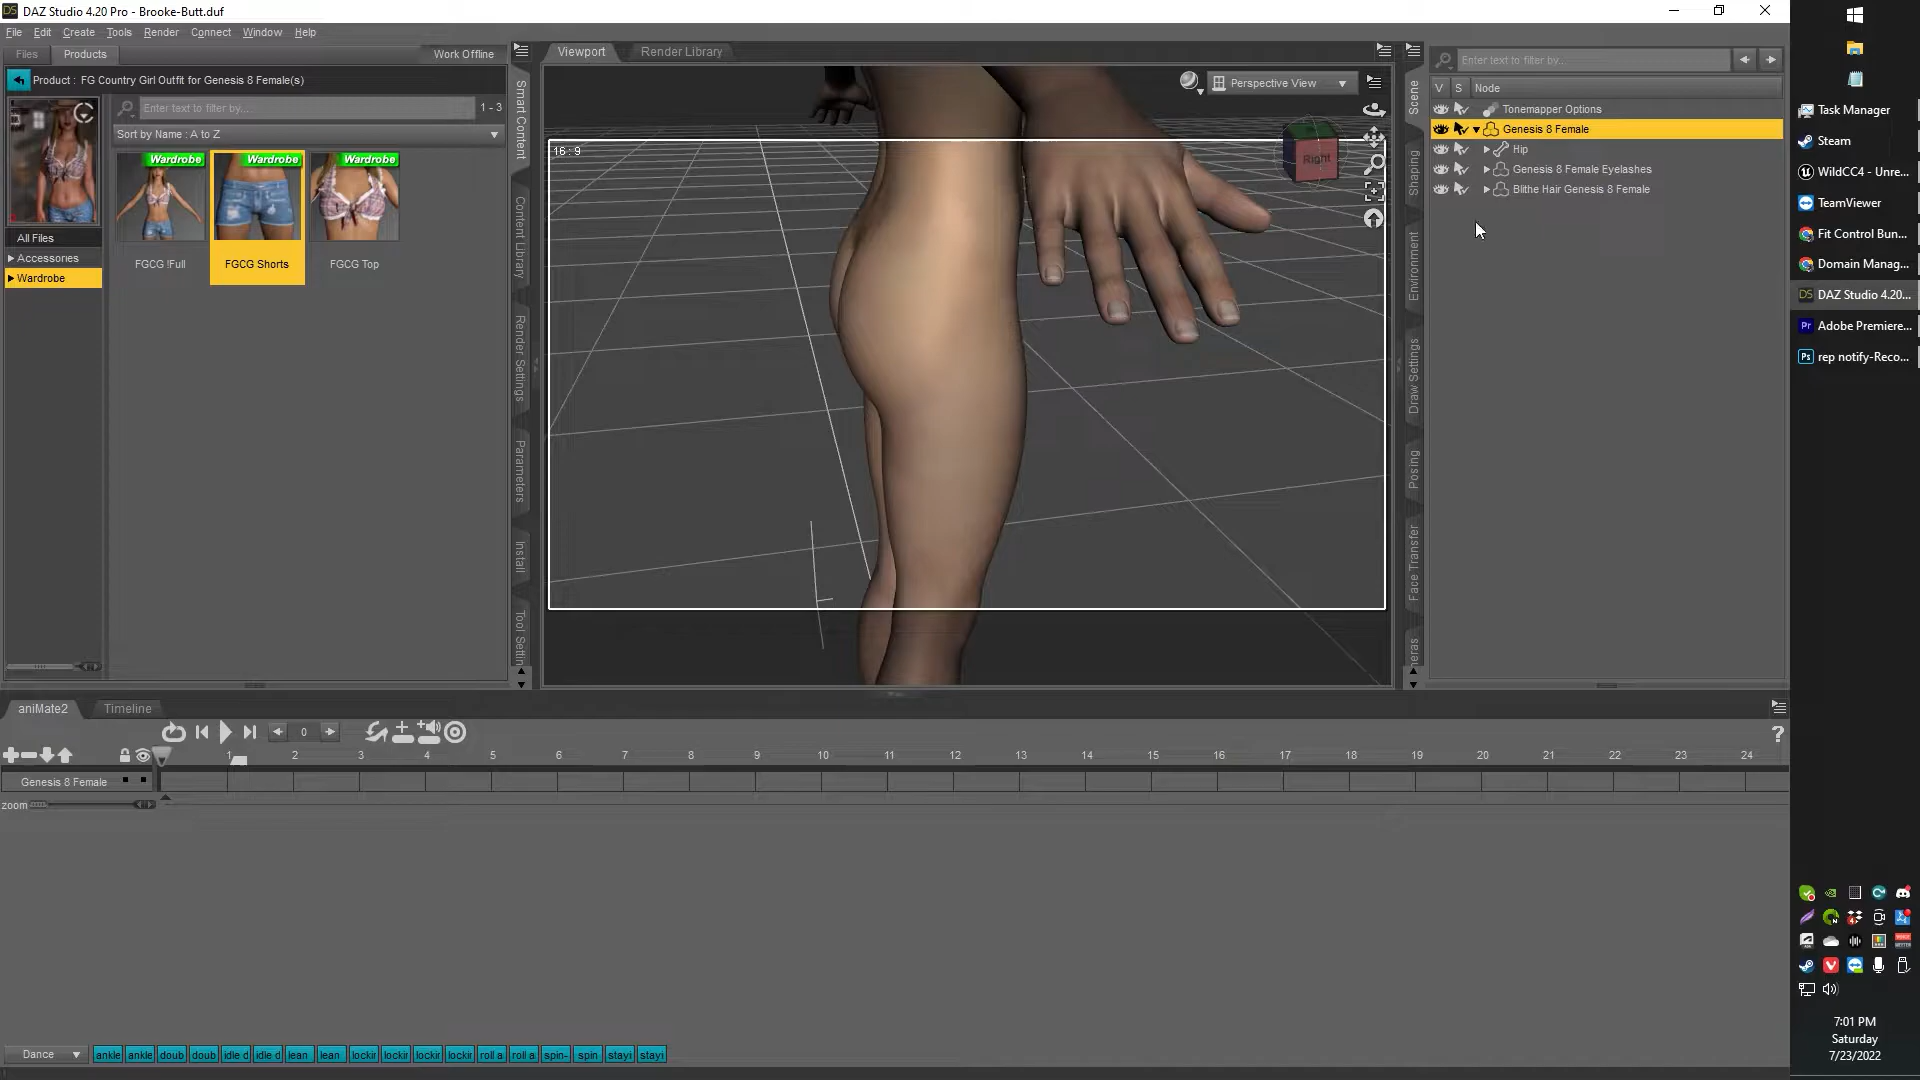 DAZ Studio 4.20 Pro - Brooke-Butt.duf
File Edit Create Tools Render Connect Window Help
Files Products Work Offline
Product : FG Country Girl Outfit for Genesis 8 Female(s)
Enter text to filter by... 1 - 3
Sort by Name : A to Z
All Files
Accessories
Wardrobe
Wardrobe Wardrobe Wardrobe
FGCG !Full FGCG Shorts FGCG Top
Smart Content
Content Library
Render Settings
Parameters
Install
Tool Settin
Viewport Render Library
Perspective View
16 : 9
Right
Scene
Shaping
Environment
Draw Settings
Posing
Face Transfer
neras
Enter text to filter by...
V S Node
Tonemapper Options
Genesis 8 Female
Hip
Genesis 8 Female Eyelashes
Blithe Hair Genesis 8 Female
aniMate2 Timeline
0
?
1 2 3 4 5 6 7 8 9 10 11 12 13 14 15 16 17 18 19 20 21 22 23 24
Genesis 8 Female
zoom
Dance ankle ankle doub doub idle d idle d lean lean lockin lockin lockin lockin roll a roll a spin- spin stayi stayi
Task Manager
Steam
WildCC4 - Unre...
TeamViewer
Fit Control Bun...
Domain Manag...
DS DAZ Studio 4.20...
Pr Adobe Premiere...
Ps rep notify-Reco...
7:01 PM
Saturday
7/23/2022